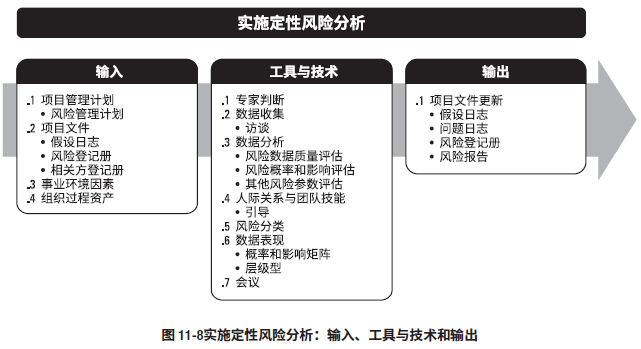 实施定性风险分析
输入
.1 项目管理计划
• 风险管理计划
.2 项目文件
• 假设日志
• 风险登记册
• 相关方登记册
.3 事业环境因素
.4 组织过程资产
工具与技术
.1 专家判断
.2 数据收集
• 访谈
.3 数据分析
• 风险数据质量评估
• 风险概率和影响评估
• 其他风险参数评估
.4 人际关系与团队技能
• 引导
.5 风险分类
.6 数据表现
• 概率和影响矩阵
• 层级型
.7 会议
输出
.1 项目文件更新
• 假设日志
• 问题日志
• 风险登记册
• 风险报告
图 11-8实施定性风险分析：输入、工具与技术和输出